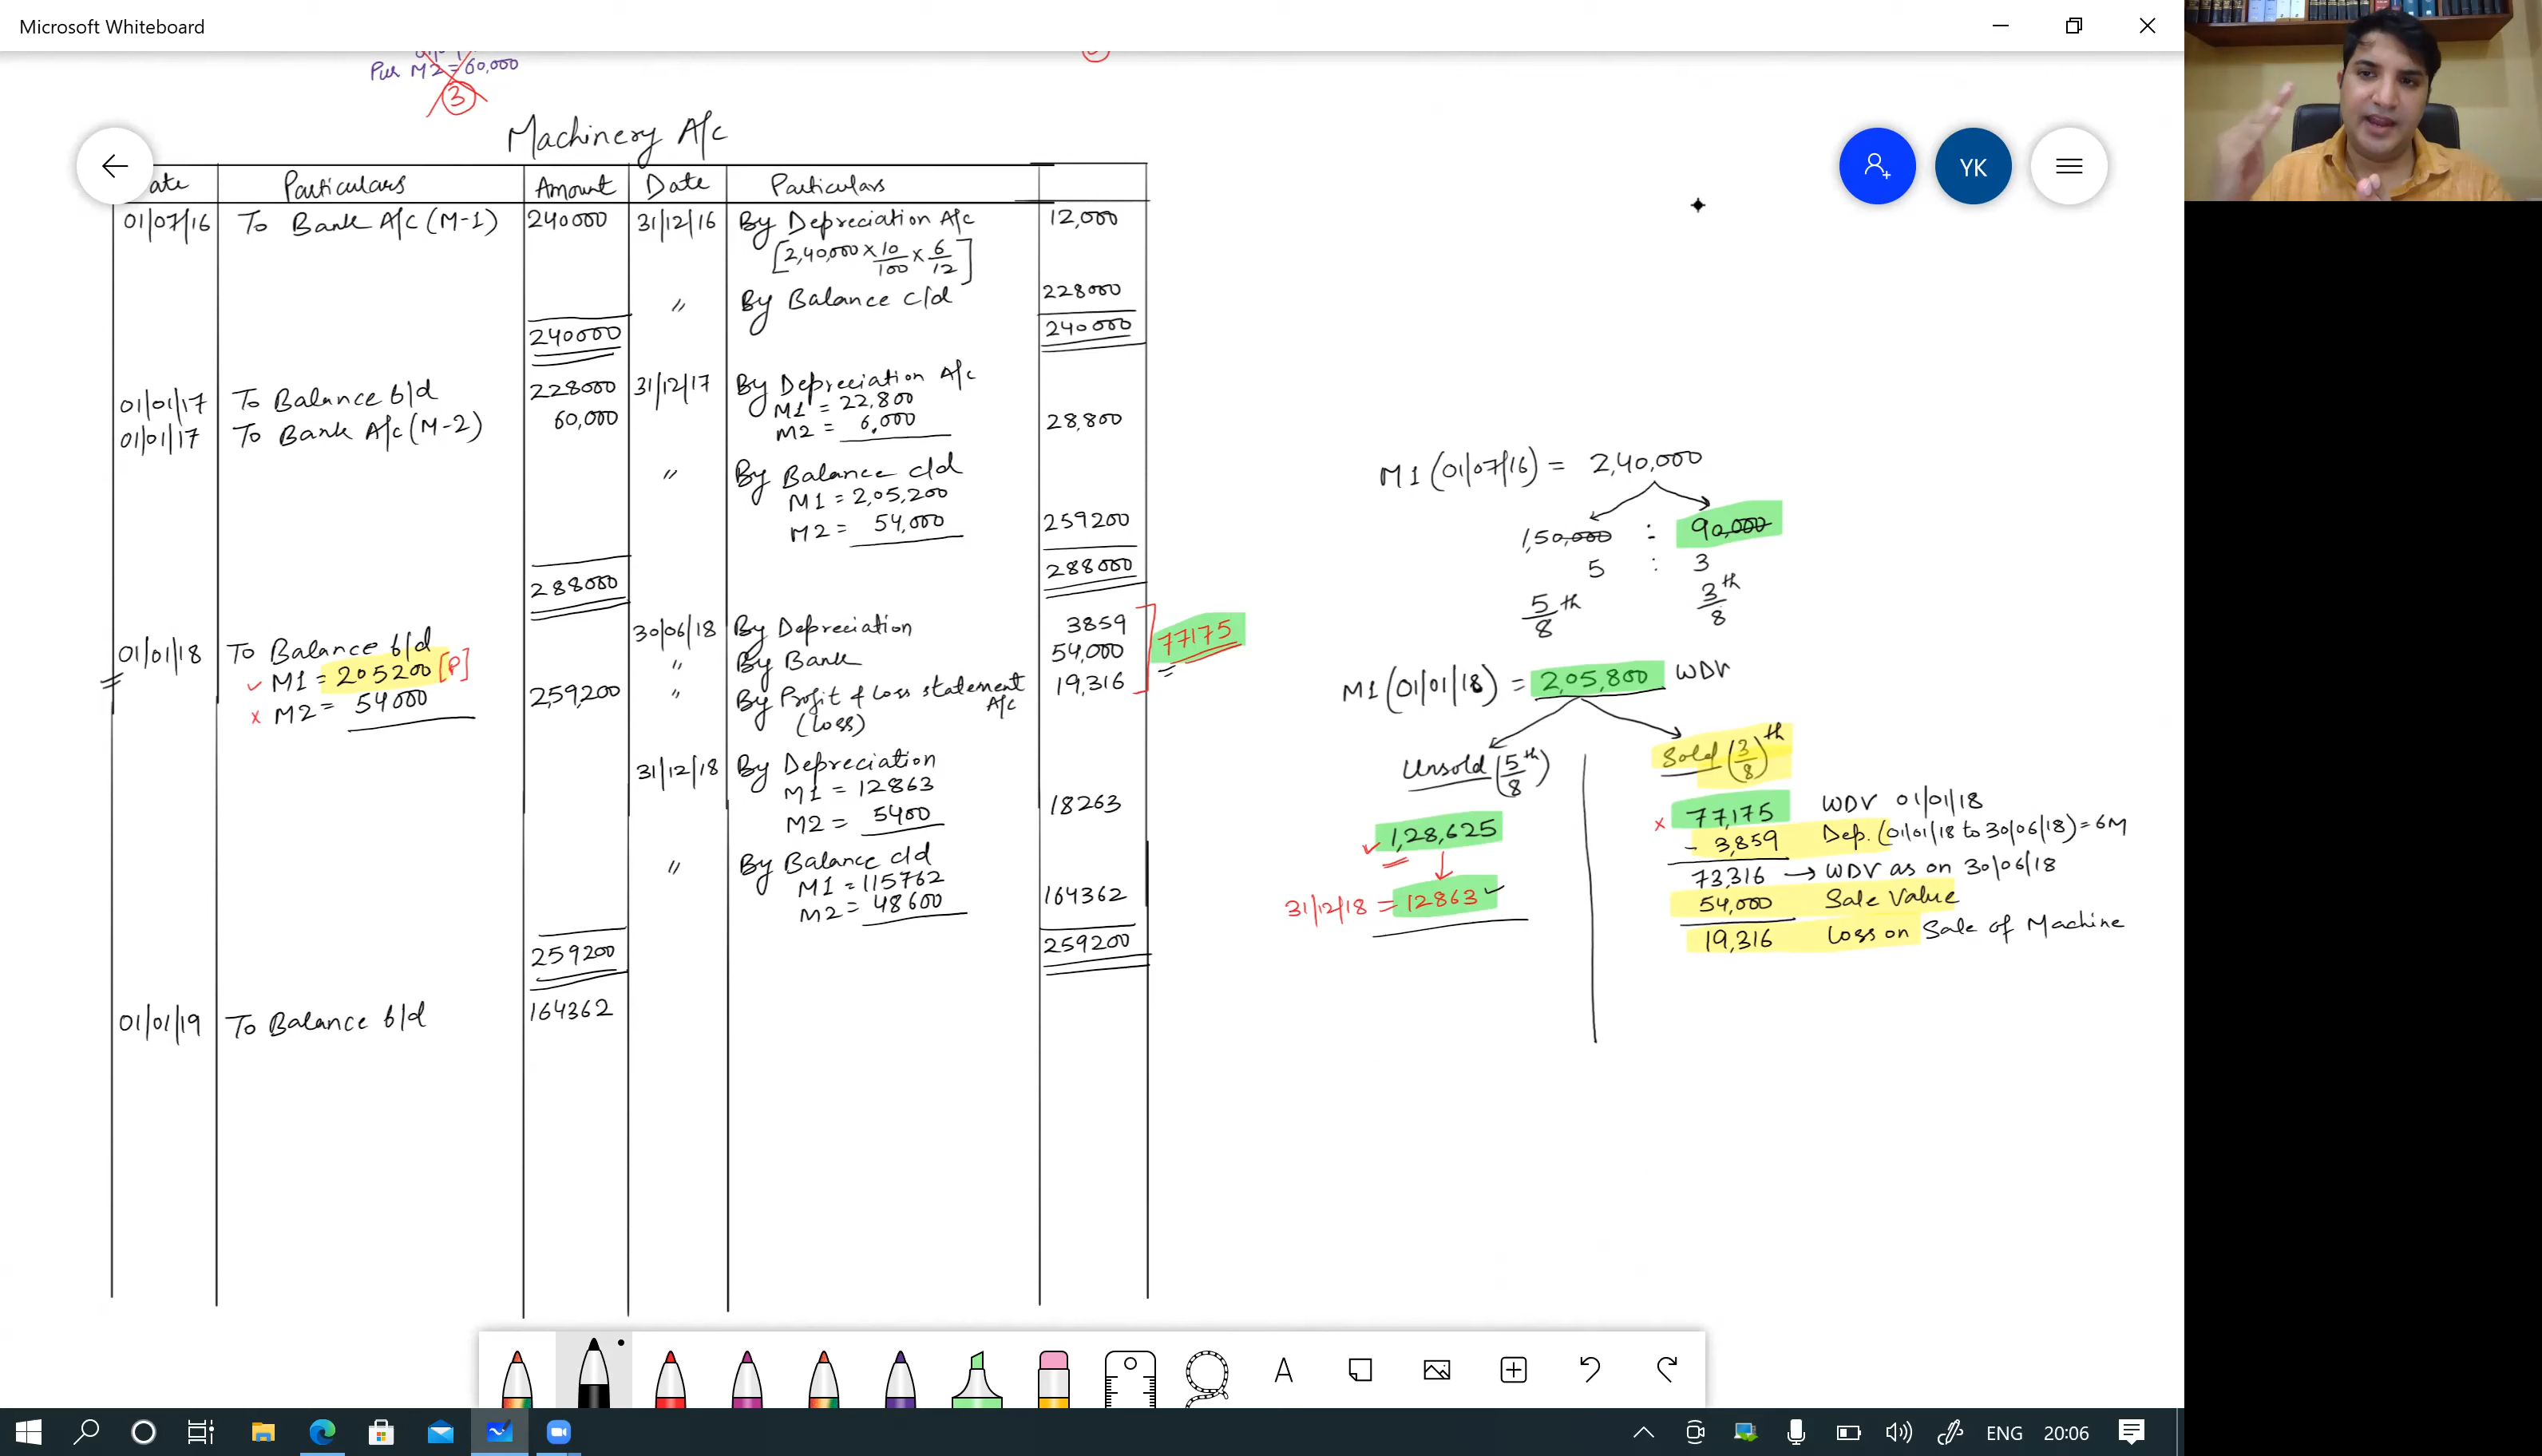 Microsoft Whiteboard
Pur M2 = 60,000
3
Machinery A/c
YK
ate Particulars Amount Date Particulars
01/07/16 To Bank A/c (M-1) 240000 31/12/16 By Depreciation A/c 12,000
[2,40,000 × 10/100 × 6/12]
" By Balance c/d 228000
240000 240000
01/01/17 To Balance b/d 228000 31/12/17 By Depreciation A/c
M1 = 22,800
01/01/17 To Bank A/c (M-2) 60,000 M2 = 6,000 28,800
" By Balance c/d
M1 = 2,05,200
M2 = 54,000 259200
288000 288000
30/06/18 By Depreciation 3859
01/01/18 To Balance b/d " By Bank 54,000
M1 = 205200 [P]
M2 = 54000 259,200 " By Profit & Loss statement A/c 19,316
(Loss)
77175
31/12/18 By Depreciation
M1 = 12863
M2 = 5400 18263
" By Balance c/d
M1 = 115762
M2 = 48600 164362
259200 259200
01/01/19 To Balance b/d 164362
M1 (01/07/16) = 2,40,000
1,50,000 : 90,000
5 : 3
5/8 th 3/8 th
M1 (01/01/18) = 2,05,800 WDV
Unsold (5/8 th) Sold (3/8) th
1,28,625
31/12/18 = 12863
× 77,175 WDV 01/01/18
- 3,859 Dep. (01/01/18 to 30/06/18) = 6M
73,316 → WDV as on 30/06/18
54,000 Sale Value
19,316 Loss on Sale of Machine
A
ENG 20:06